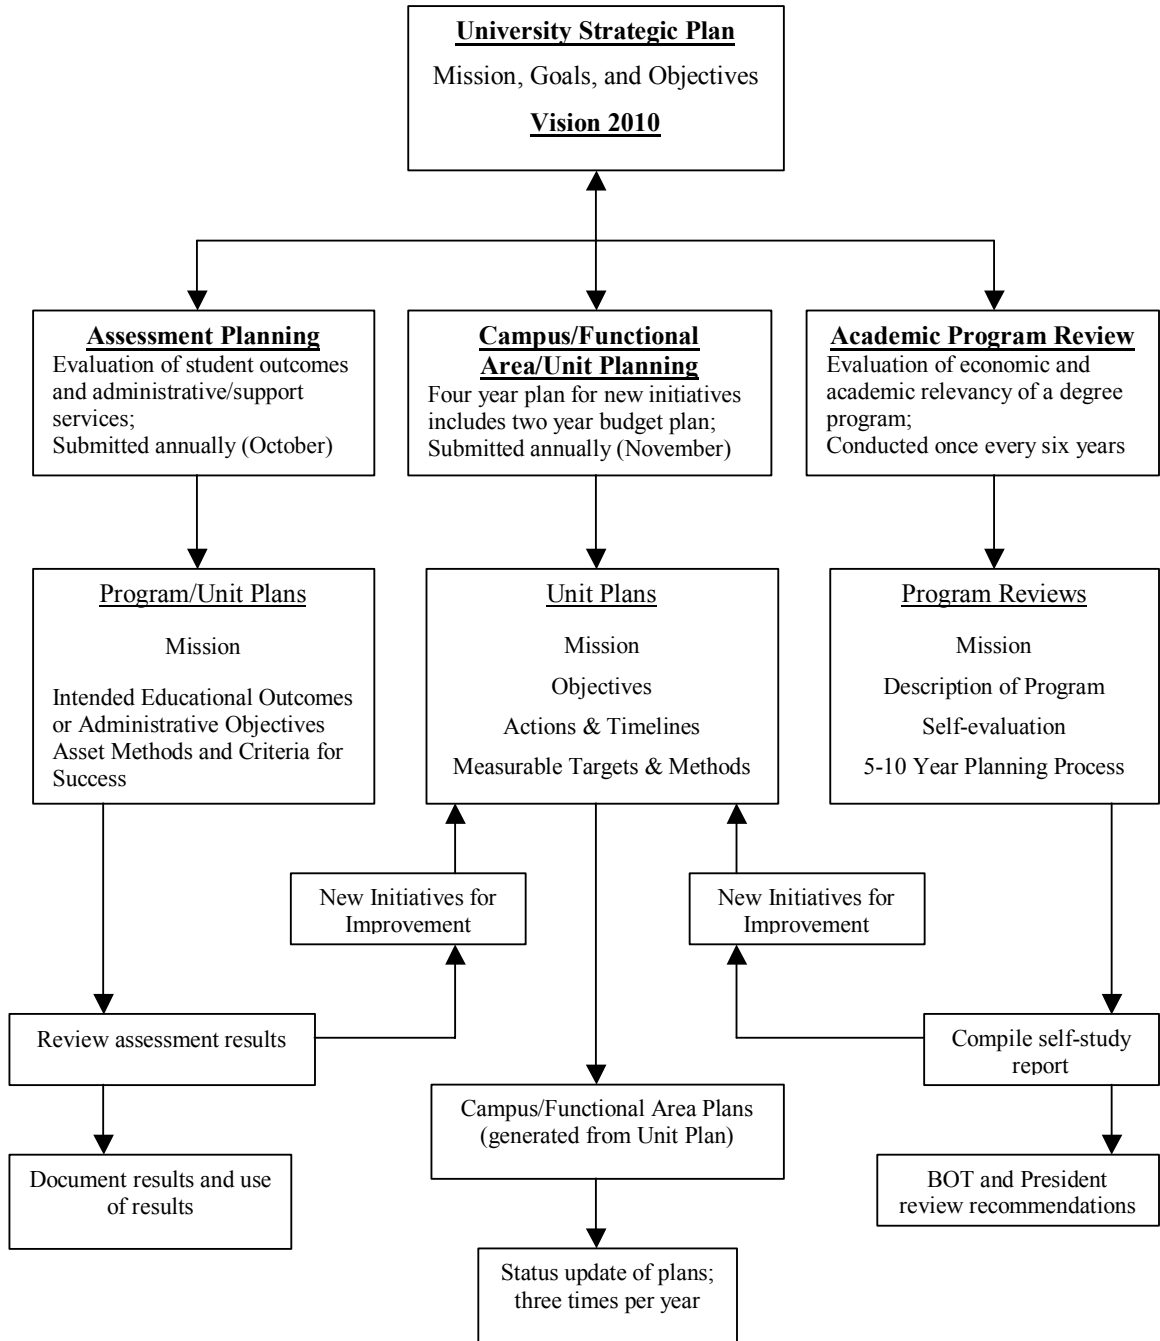 University Strategic Plan
Mission, Goals, and Objectives
Vision 2010
Assessment Planning
Evaluation of student outcomes
and administrative/support
services;
Submitted annually (October)
Campus/Functional
Area/Unit Planning
Four year plan for new initiatives
includes two year budget plan;
Submitted annually (November)
Academic Program Review
Evaluation of economic and
academic relevancy of a degree
program;
Conducted once every six years
Program/Unit Plans
Mission
Intended Educational Outcomes
or Administrative Objectives
Asset Methods and Criteria for
Success
Unit Plans
Mission
Objectives
Actions & Timelines
Measurable Targets & Methods
Program Reviews
Mission
Description of Program
Self-evaluation
5-10 Year Planning Process
New Initiatives for
Improvement
New Initiatives for
Improvement
Review assessment results
Compile self-study
report
Campus/Functional Area Plans
(generated from Unit Plan)
Document results and use
of results
BOT and President
review recommendations
Status update of plans;
three times per year